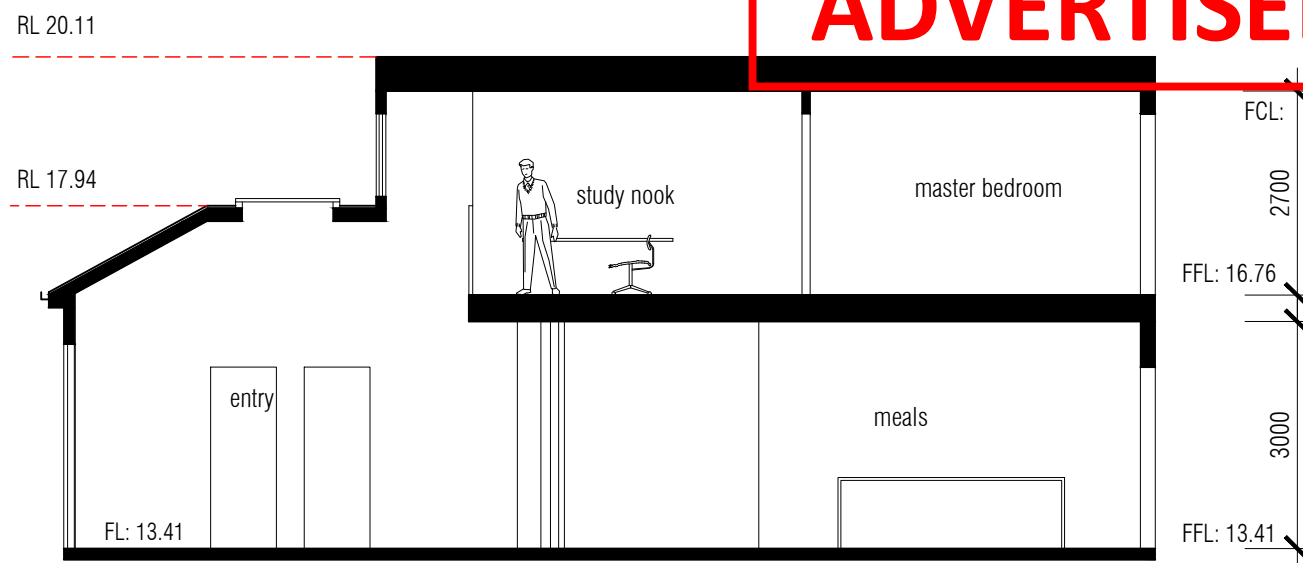 RL 20.11
ADVERTISE
FCL:
RL 17.94
study nook
master bedroom
2700
FFL: 16.76
entry
meals
3000
FL: 13.41
FFL: 13.41